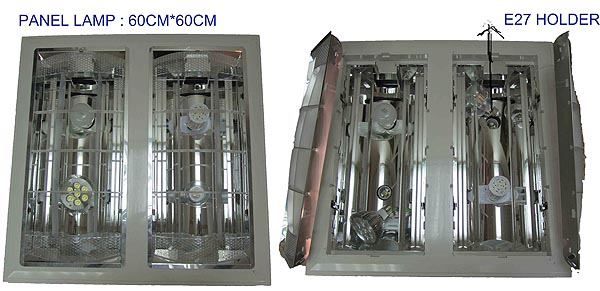 PANEL LAMP : 60CM*60CM
E27 HOLDER